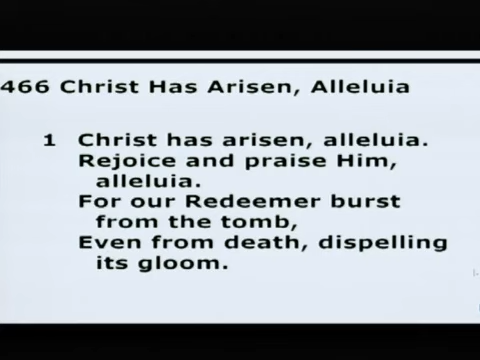 466 Christ Has Arisen, Alleluia
1 Christ has arisen, alleluia.
Rejoice and praise Him,
alleluia.
For our Redeemer burst
from the tomb,
Even from death, dispelling
its gloom.